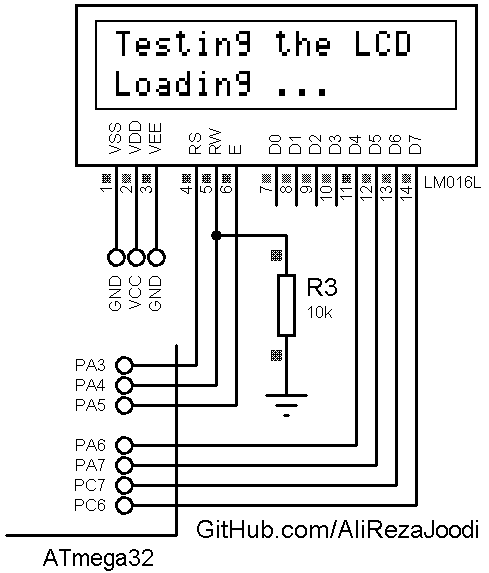 Testing the LCD
Loading ...
VSS VDD VEE RS RW E D0 D1 D2 D3 D4 D5 D6 D7
1 2 3 4 5 6 7 8 9 10 11 12 13 14
LM016L
GND VCC GND
R3
10k
PA3
PA4
PA5
PA6
PA7
PC7
PC6
GitHub.com/AliRezaJoodi
ATmega32